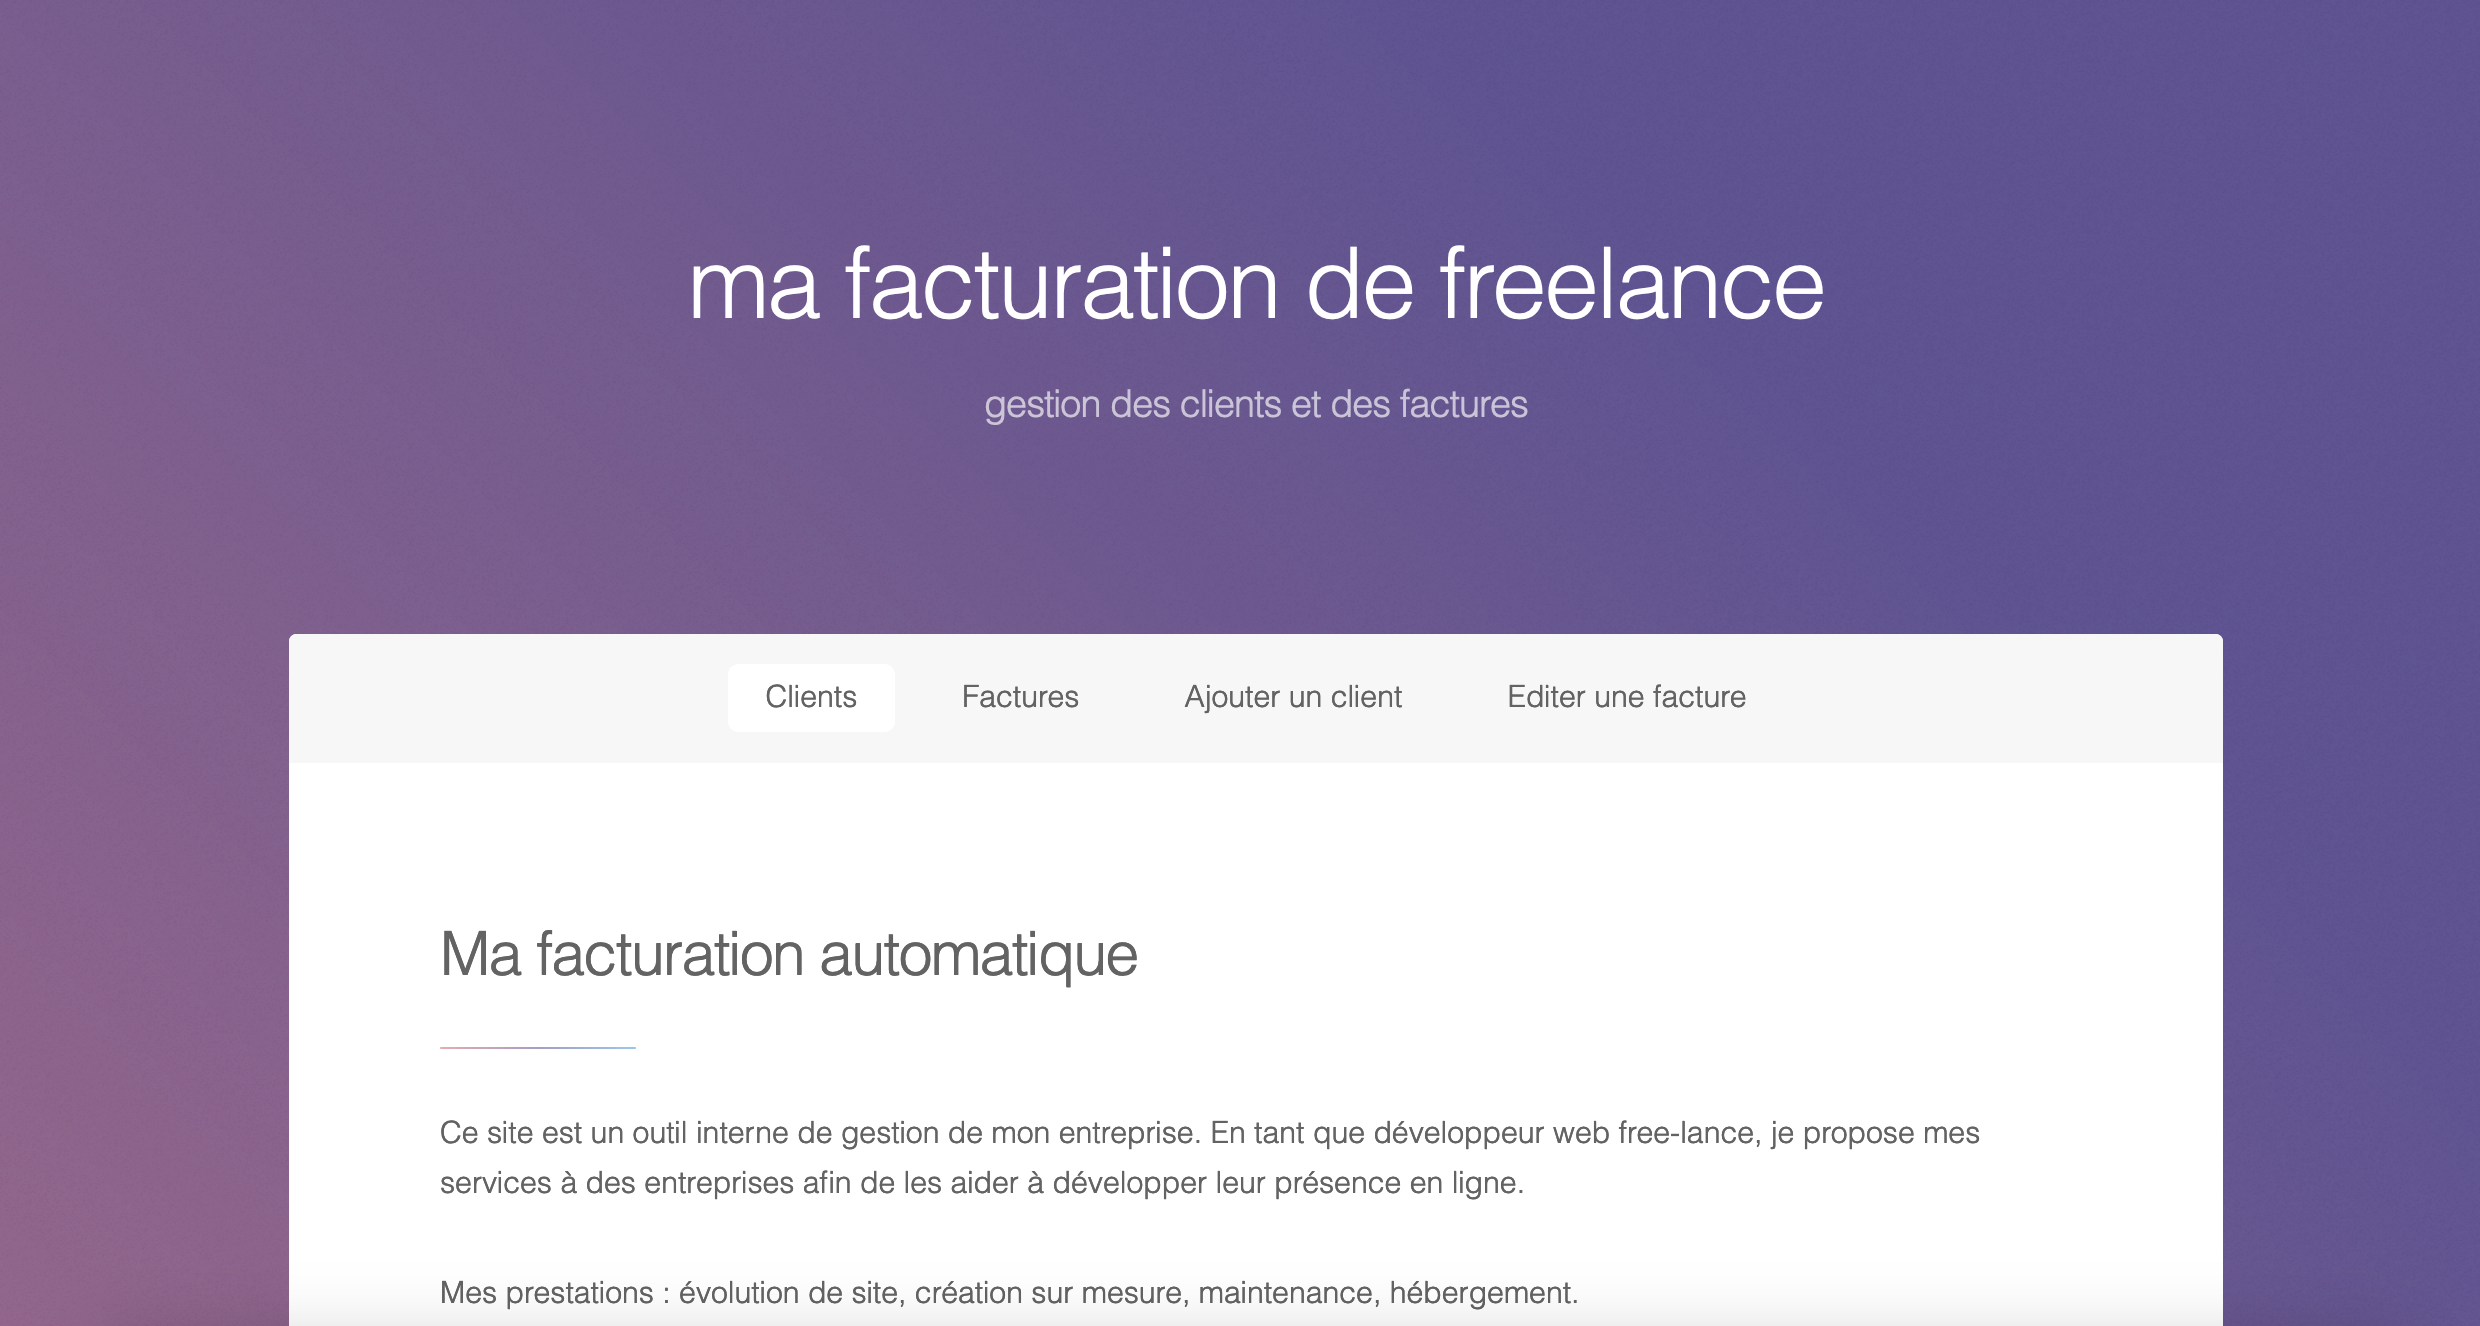 ma facturation de freelance
gestion des clients et des factures
Clients
Factures
Ajouter un client
Editer une facture
Ma facturation automatique
Ce site est un outil interne de gestion de mon entreprise. En tant que développeur web free-lance, je propose mes
services à des entreprises afin de les aider à développer leur présence en ligne.
Mes prestations : évolution de site, création sur mesure, maintenance, hébergement.